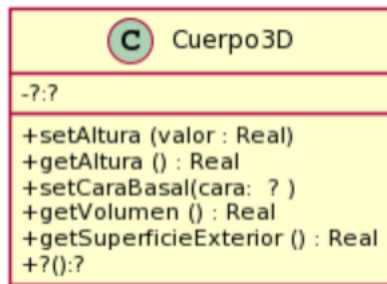 C Cuerpo3D
-?:?
+setAltura (valor : Real)
+getAltura () : Real
+setCaraBasal(cara: ? )
+getVolumen () : Real
+getSuperficieExterior () : Real
+?():?